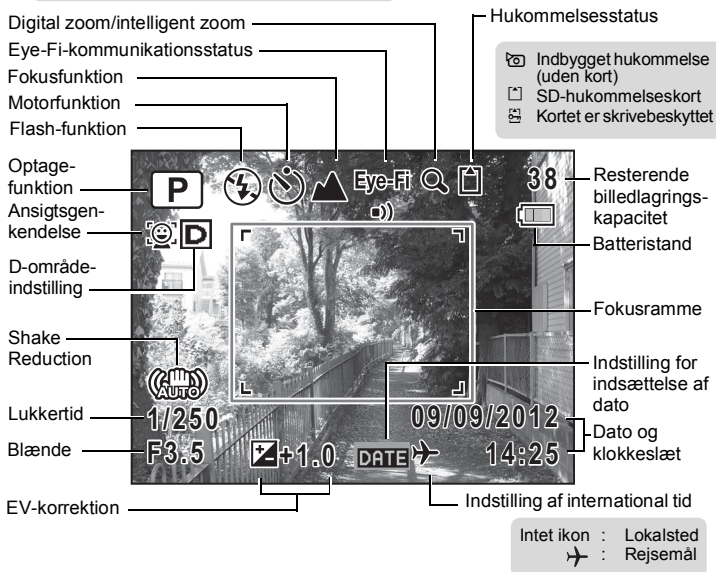 Digital zoom/intelligent zoom
Eye-Fi-kommunikationsstatus
Fokusfunktion
Motorfunktion
Flash-funktion
Optage-
funktion
Ansigtsgen-
kendelse
D-område-
indstilling
Shake
Reduction
Lukkertid
Blænde
EV-korrektion
Hukommelsesstatus
Indbygget hukommelse
(uden kort)
SD-hukommelseskort
Kortet er skrivebeskyttet
P
Eye-Fi
38
D
AUTO
1/250
F3.5
+1.0
DATE
09/09/2012
14:25
Resterende
billedlagrings-
kapacitet
Batteristand
Fokusramme
Indstilling for
indsættelse af
dato
Dato og
klokkeslæt
Indstilling af international tid
Intet ikon : Lokalsted
: Rejsemål